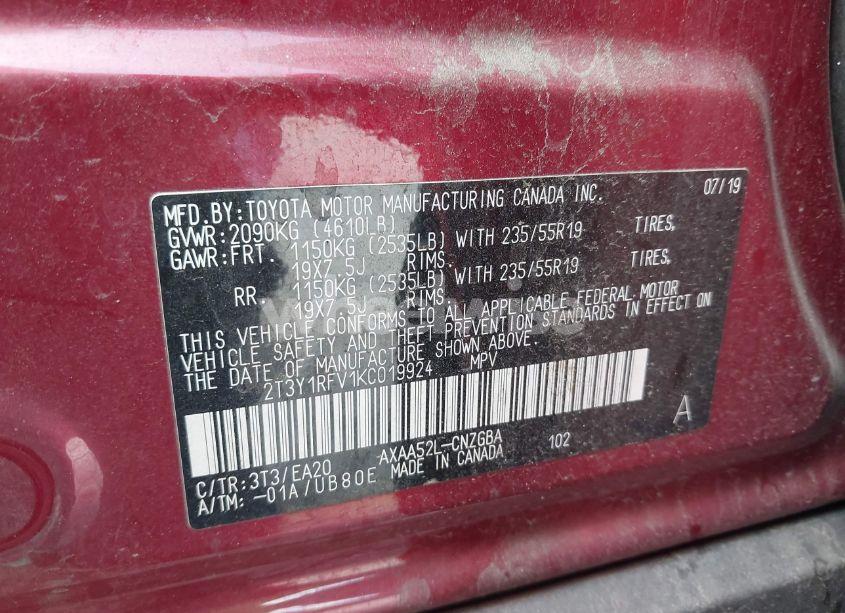 07/19
MFD.BY:TOYOTA MOTOR MANUFACTURING CANADA INC.
GVWR:2090KG (4610LB)
GAWR:FRT. 1150KG (2535LB) WITH 235/55R19 TIRES,
19X7.5J RIMS.
RR. 1150KG (2535LB) WITH 235/55R19 TIRES,
19X7.5J RIMS.
THIS VEHICLE CONFORMS TO ALL APPLICABLE FEDERAL MOTOR
VEHICLE SAFETY AND THEFT PREVENTION STANDARDS IN EFFECT ON
THE DATE OF MANUFACTURE SHOWN ABOVE.
2T3Y1RFV1KC019924 MPV
A
AXAA52L-CNZGBA 102
C/TR:3T3/EA20
MADE IN CANADA
A/TM: -01A/UB80E